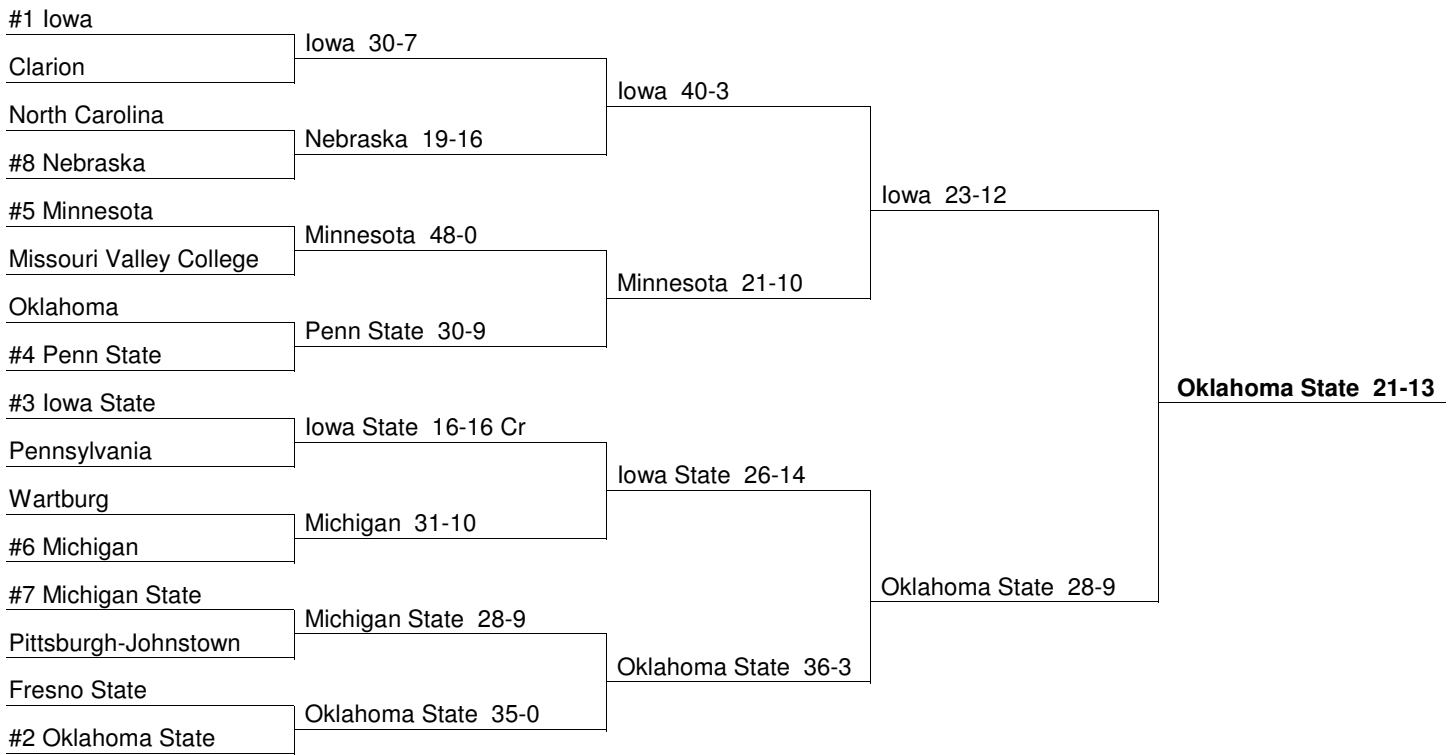 #1 Iowa
Iowa 30-7
Clarion
Iowa 40-3
North Carolina
Nebraska 19-16
#8 Nebraska
Iowa 23-12
#5 Minnesota
Minnesota 48-0
Missouri Valley College
Minnesota 21-10
Oklahoma
Penn State 30-9
#4 Penn State
Oklahoma State 21-13
#3 Iowa State
Iowa State 16-16 Cr
Pennsylvania
Iowa State 26-14
Wartburg
Michigan 31-10
#6 Michigan
Oklahoma State 28-9
#7 Michigan State
Michigan State 28-9
Pittsburgh-Johnstown
Oklahoma State 36-3
Fresno State
Oklahoma State 35-0
#2 Oklahoma State